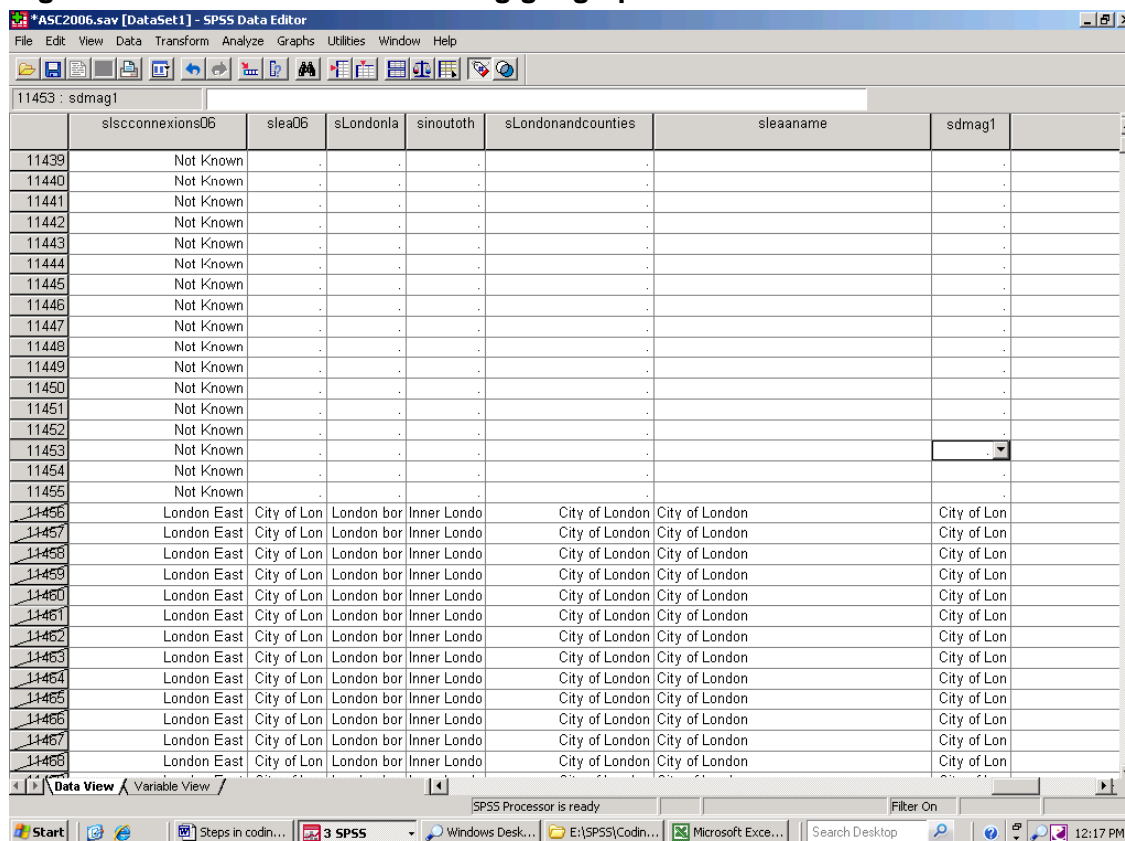 *ASC2006.sav [DataSet1] - SPSS Data Editor
File Edit View Data Transform Analyze Graphs Utilities Window Help
11453 : sdmag1
slscconnexions06 slea06 sLondonla sinoutoth sLondonandcounties sleaaname sdmag1
11439 Not Known . . . . .
11440 Not Known . . . . .
11441 Not Known . . . . .
11442 Not Known . . . . .
11443 Not Known . . . . .
11444 Not Known . . . . .
11445 Not Known . . . . .
11446 Not Known . . . . .
11447 Not Known . . . . .
11448 Not Known . . . . .
11449 Not Known . . . . .
11450 Not Known . . . . .
11451 Not Known . . . . .
11452 Not Known . . . . .
11453 Not Known . . . . .
11454 Not Known . . . . .
11455 Not Known . . . . .
11456 London East City of Lon London bor Inner Londo City of London City of London City of Lon
11457 London East City of Lon London bor Inner Londo City of London City of London City of Lon
11458 London East City of Lon London bor Inner Londo City of London City of London City of Lon
11459 London East City of Lon London bor Inner Londo City of London City of London City of Lon
11460 London East City of Lon London bor Inner Londo City of London City of London City of Lon
11461 London East City of Lon London bor Inner Londo City of London City of London City of Lon
11462 London East City of Lon London bor Inner Londo City of London City of London City of Lon
11463 London East City of Lon London bor Inner Londo City of London City of London City of Lon
11464 London East City of Lon London bor Inner Londo City of London City of London City of Lon
11465 London East City of Lon London bor Inner Londo City of London City of London City of Lon
11466 London East City of Lon London bor Inner Londo City of London City of London City of Lon
11467 London East City of Lon London bor Inner Londo City of London City of London City of Lon
11468 London East City of Lon London bor Inner Londo City of London City of London City of Lon
Data View Variable View
SPSS Processor is ready Filter On
Start Steps in codin... 3 SPSS Windows Desk... E:\SPSS\Codin... Microsoft Exce... Search Desktop 12:17 PM